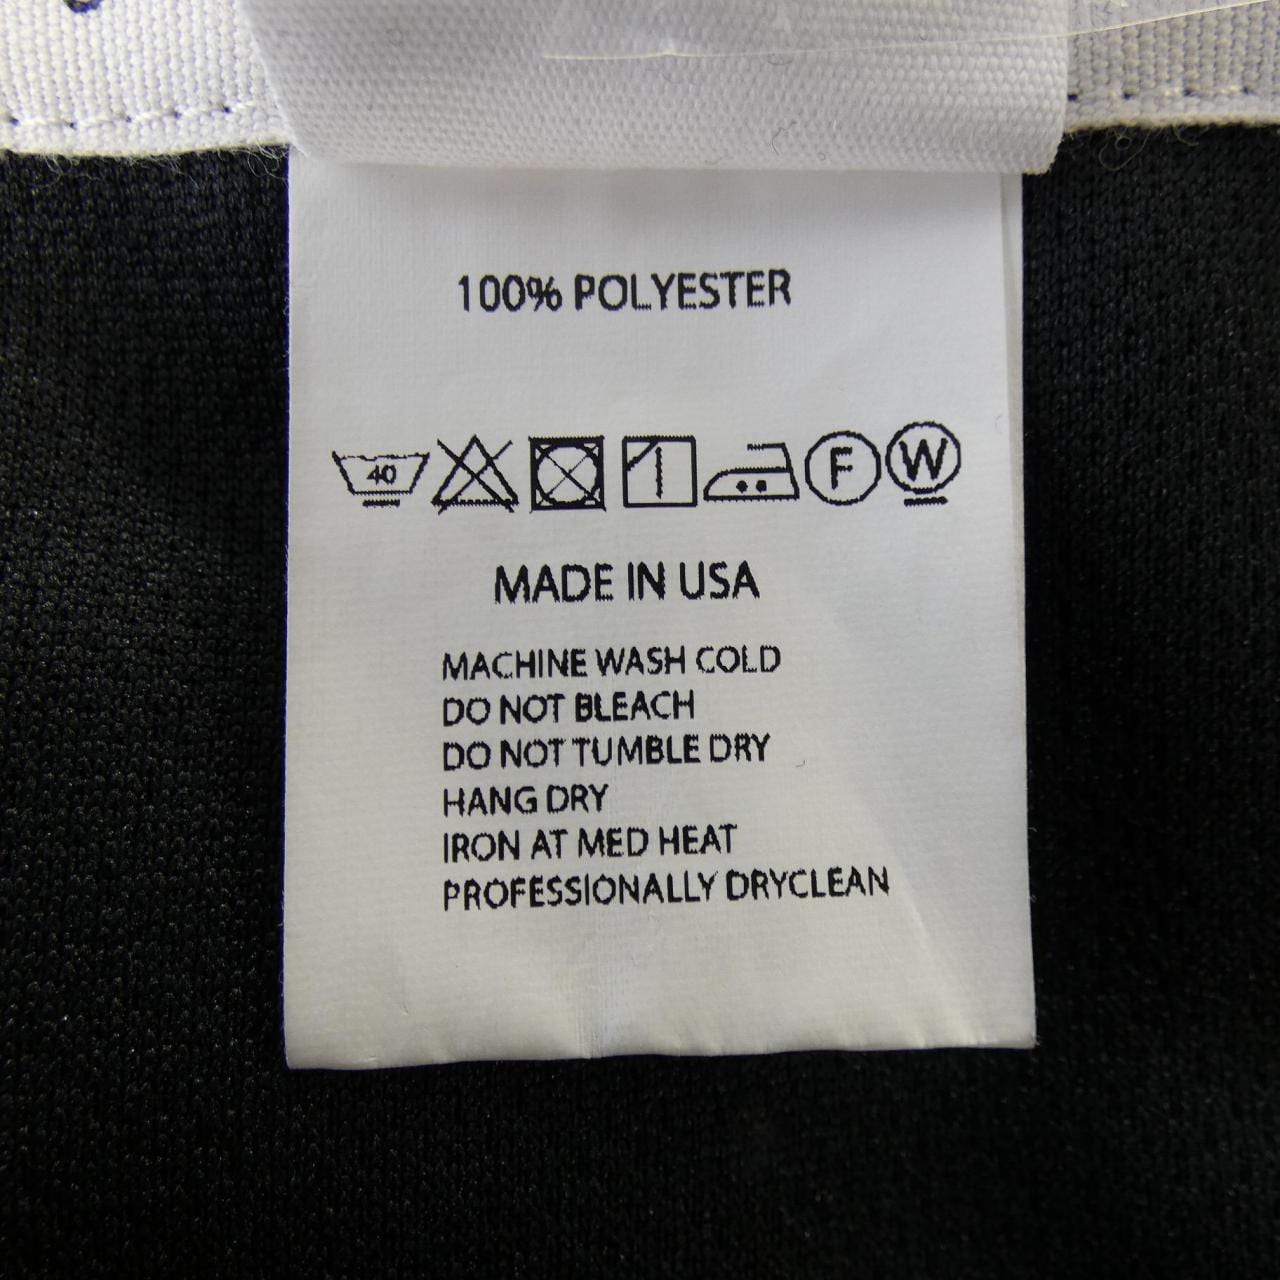 100% POLYESTER
40 F W
MADE IN USA
MACHINE WASH COLD
DO NOT BLEACH
DO NOT TUMBLE DRY
HANG DRY
IRON AT MED HEAT
PROFESSIONALLY DRYCLEAN